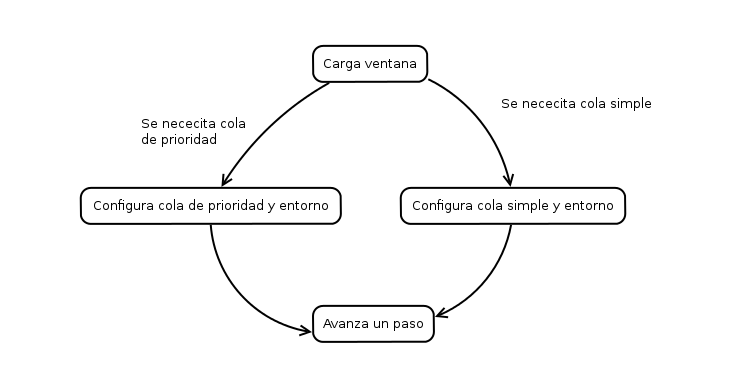 Carga ventana
Se nececita cola simple
Se nececita cola
de prioridad
Configura cola de prioridad y entorno
Configura cola simple y entorno
Avanza un paso